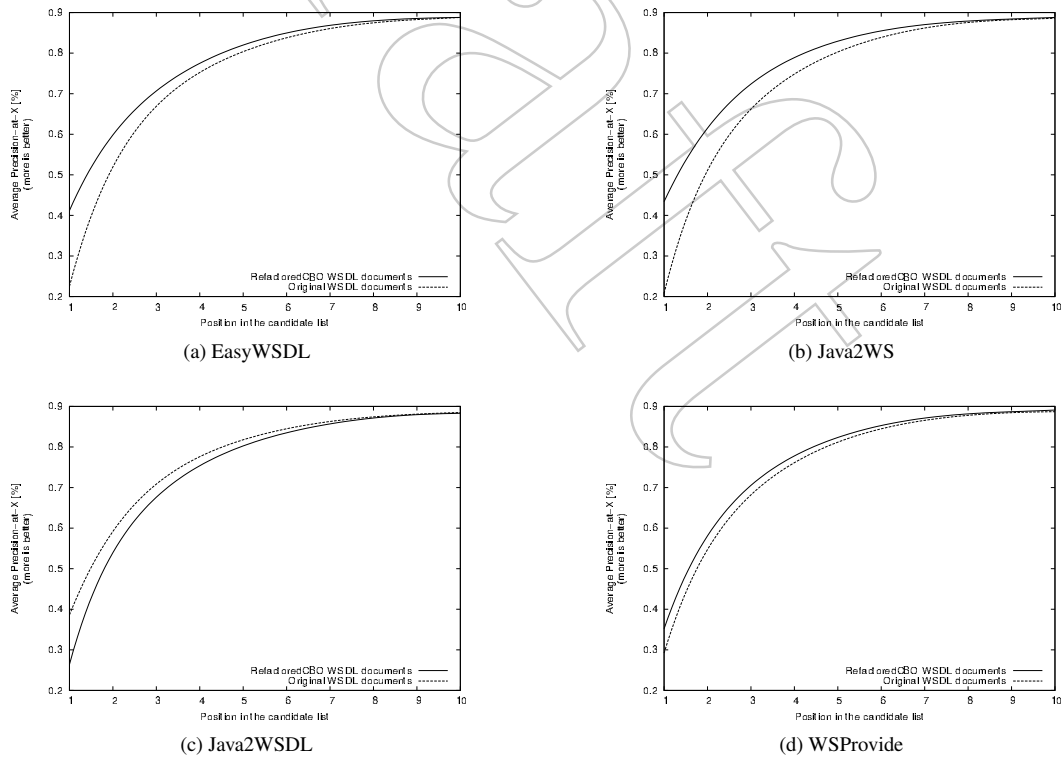 0.9
0.8
0.7
0.6
0.5
0.4
0.3
0.2
Average Precision-at-X [%]
(more is better)
Refactored CBO WSDL documents
Original WSDL documents
1 2 3 4 5 6 7 8 9 10
Position in the candidate list
(a) EasyWSDL
0.9
0.8
0.7
0.6
0.5
0.4
0.3
0.2
Average Precision-at-X [%]
(more is better)
Refactored CBO WSDL documents
Original WSDL documents
1 2 3 4 5 6 7 8 9 10
Position in the candidate list
(b) Java2WS
0.9
0.8
0.7
0.6
0.5
0.4
0.3
0.2
Average Precision-at-X [%]
(more is better)
Refactored CBO WSDL documents
Original WSDL documents
1 2 3 4 5 6 7 8 9 10
Position in the candidate list
(c) Java2WSDL
0.9
0.8
0.7
0.6
0.5
0.4
0.3
0.2
Average Precision-at-X [%]
(more is better)
Refactored CBO WSDL documents
Original WSDL documents
1 2 3 4 5 6 7 8 9 10
Position in the candidate list
(d) WSProvide